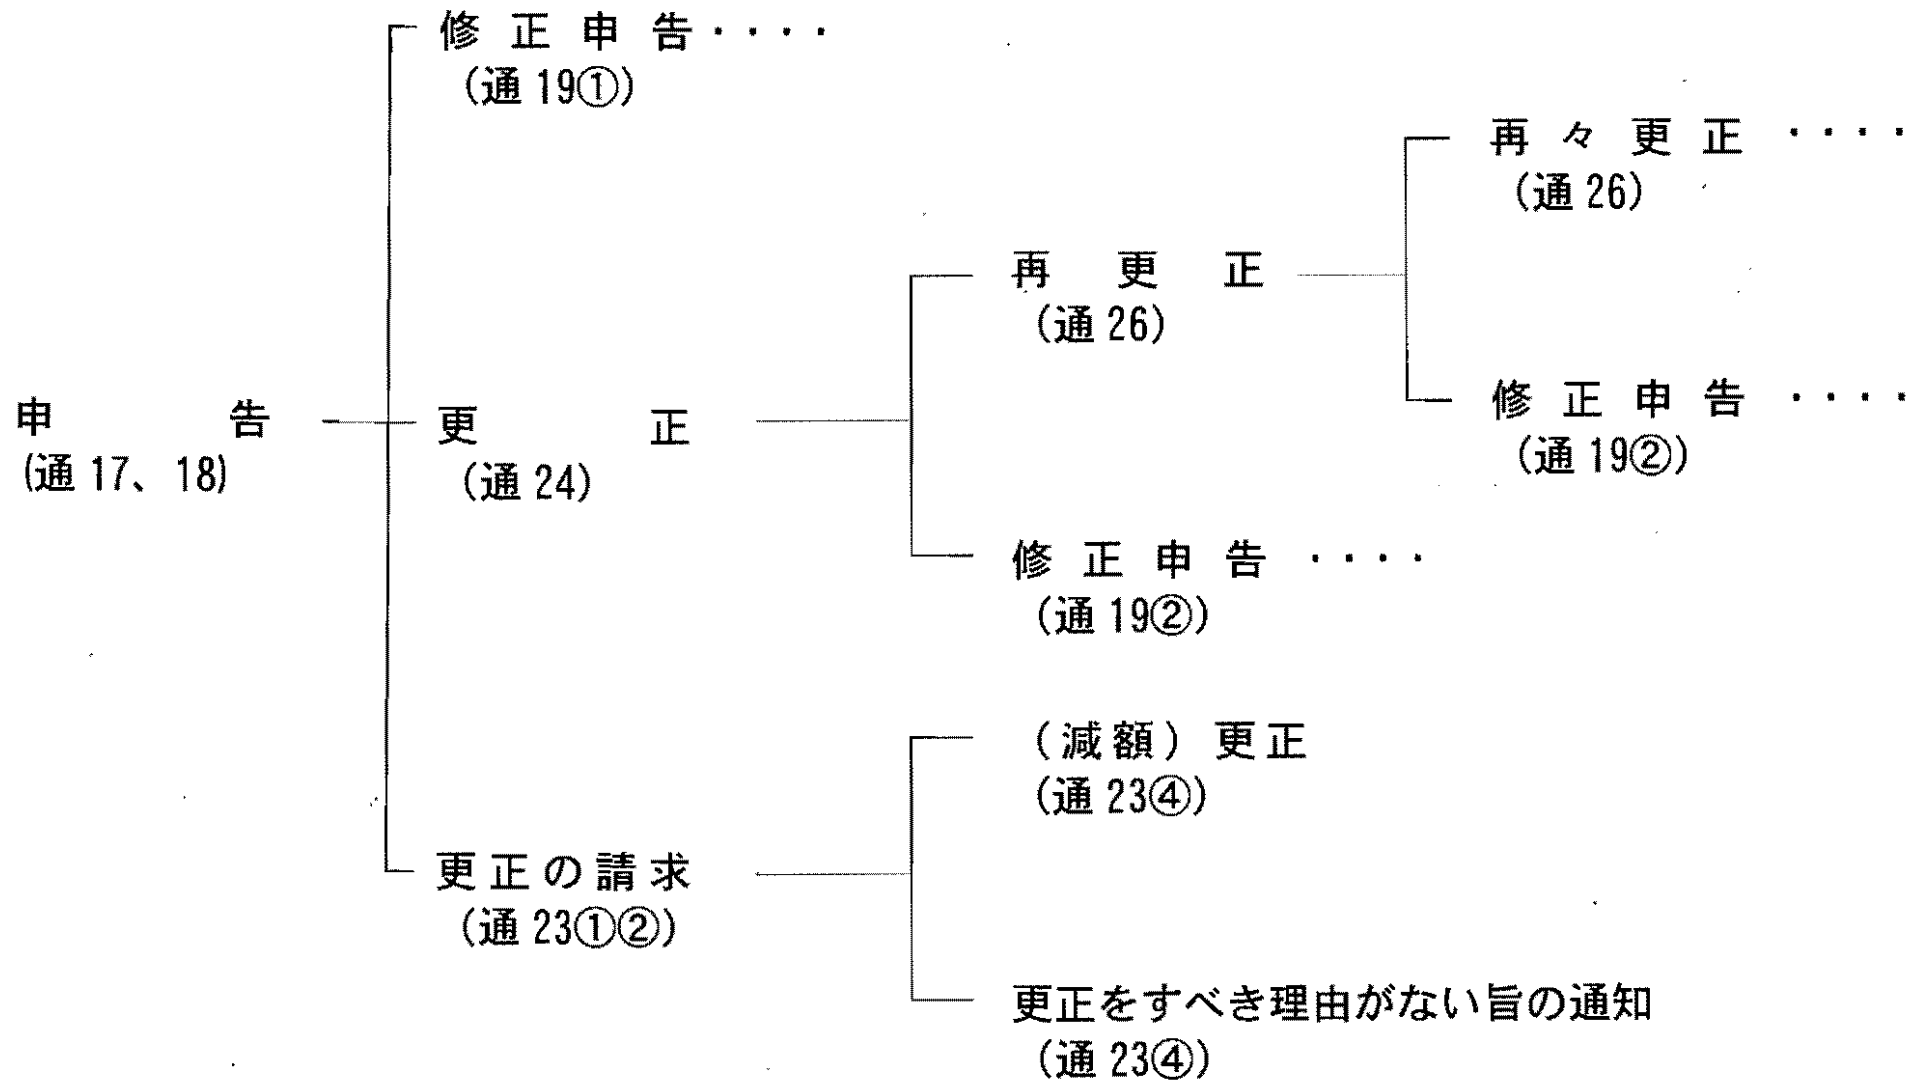 修正申告・・・・
(通 19①)
再々更正 ・・・・
(通 26)
再更正
(通 26)
修正申告 ・・・・
(通 19②)
申告
(通 17、18)
更正
(通 24)
修正申告 ・・・・
(通 19②)
(減額) 更正
(通 23④)
更正の請求
(通 23①②)
更正をすべき理由がない旨の通知
(通 23④)